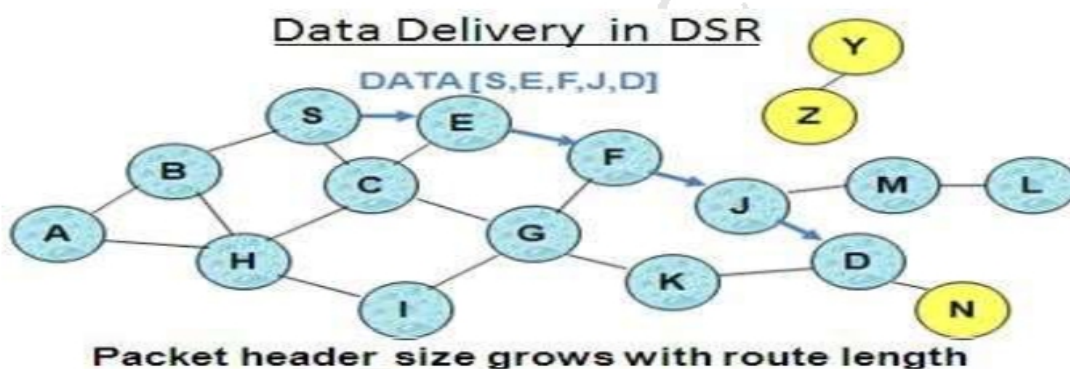 Data Delivery in DSR
Y
DATA [S,E,F,J,D]
Z
S
E
F
B
C
M
L
J
A
G
H
D
K
I
N
Packet header size grows with route length